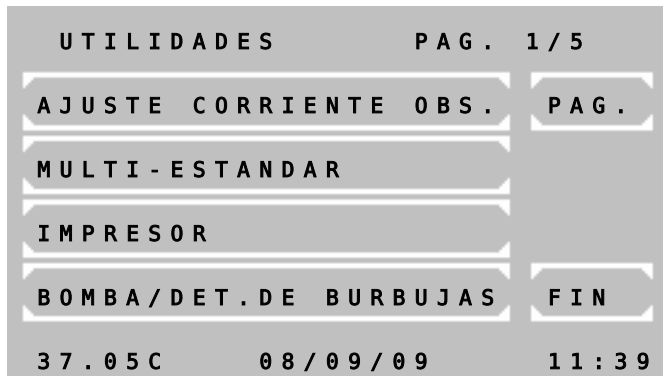 UTILIDADES PAG. 1/5
AJUSTE CORRIENTE OBS. PAG.
MULTI-ESTANDAR
IMPRESOR
BOMBA/DET.DE BURBUJAS FIN
37.05C 08/09/09 11:39